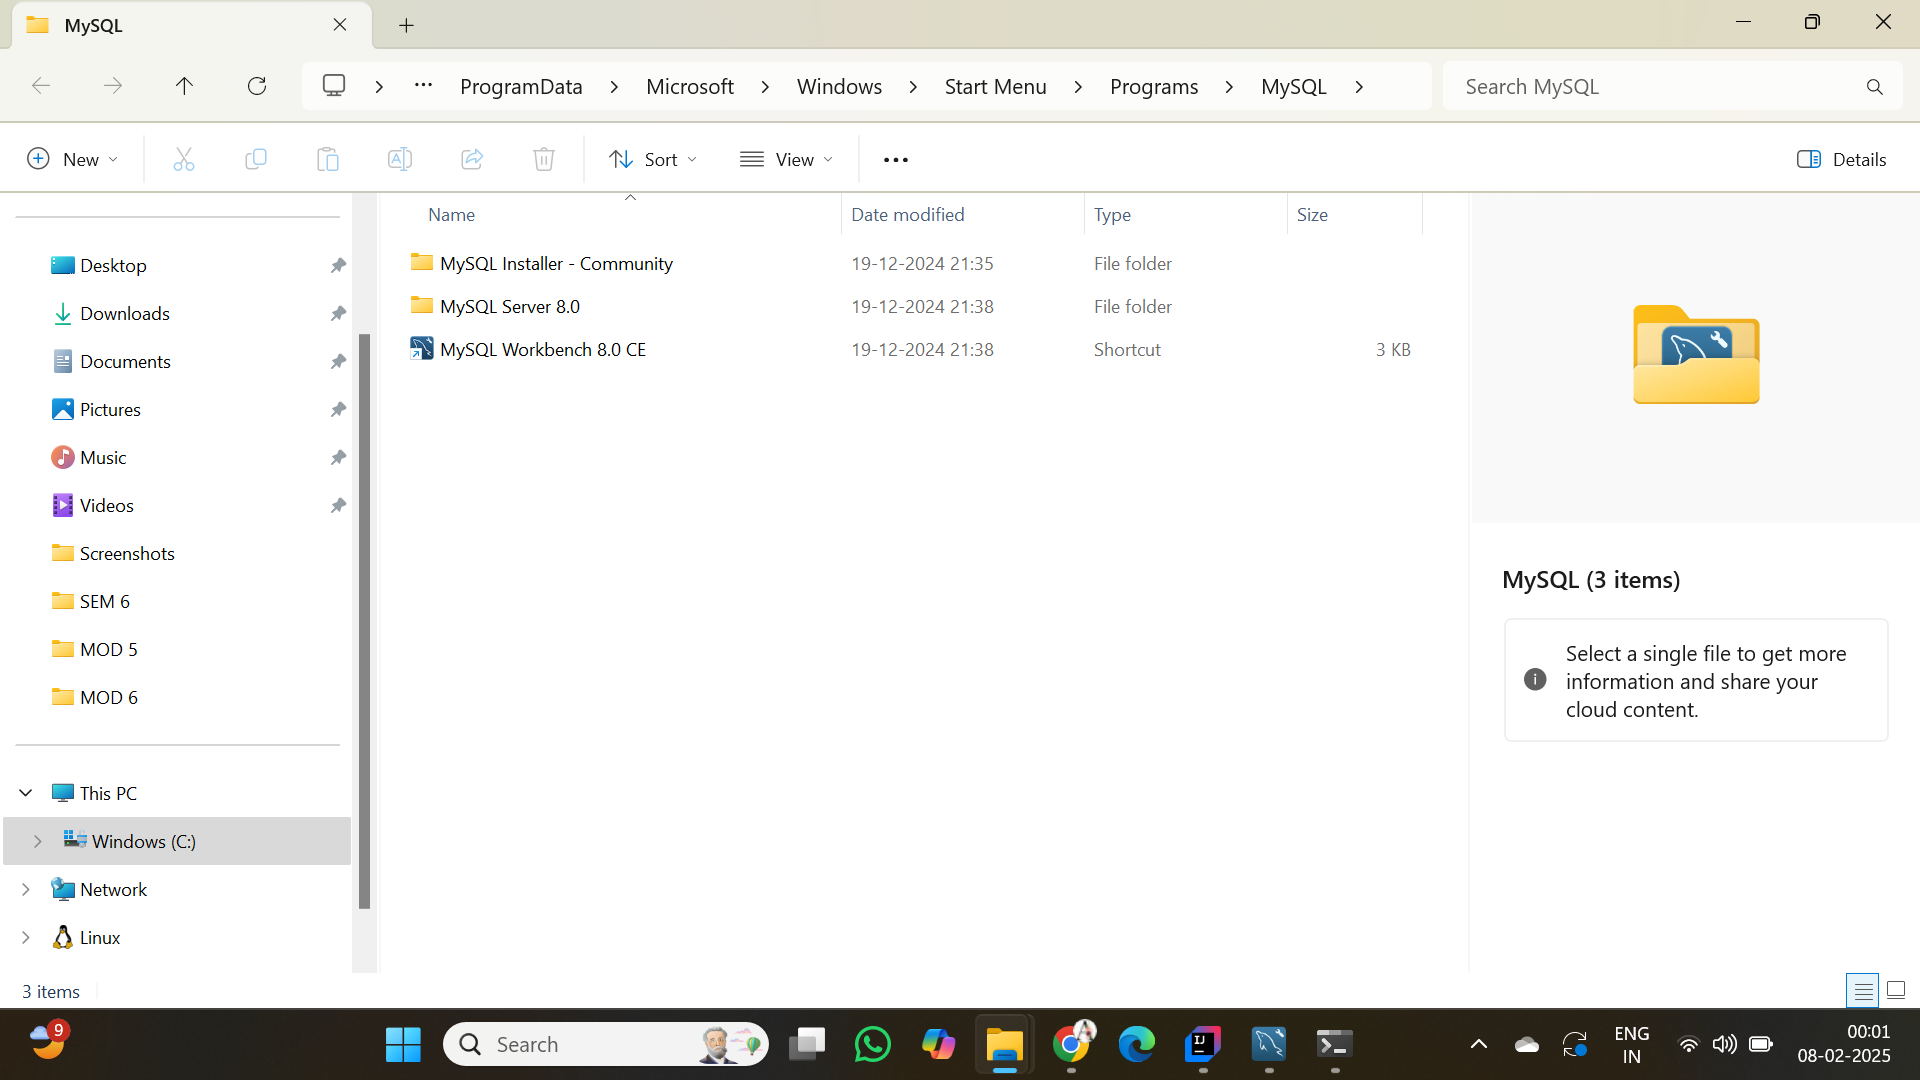 MySQL
ProgramData
Microsoft
Windows
Start Menu
Programs
MySQL
Search MySQL
New
Sort
View
Details
Name
Date modified
Type
Size
MySQL Installer - Community
19-12-2024 21:35
File folder
MySQL Server 8.0
19-12-2024 21:38
File folder
MySQL Workbench 8.0 CE
19-12-2024 21:38
Shortcut
3 KB
Desktop
Downloads
Documents
Pictures
Music
Videos
Screenshots
SEM 6
MOD 5
MOD 6
This PC
Windows (C:)
Network
Linux
MySQL (3 items)
Select a single file to get more
information and share your
cloud content.
3 items
9
Search
IJ
ENG
IN
00:01
08-02-2025